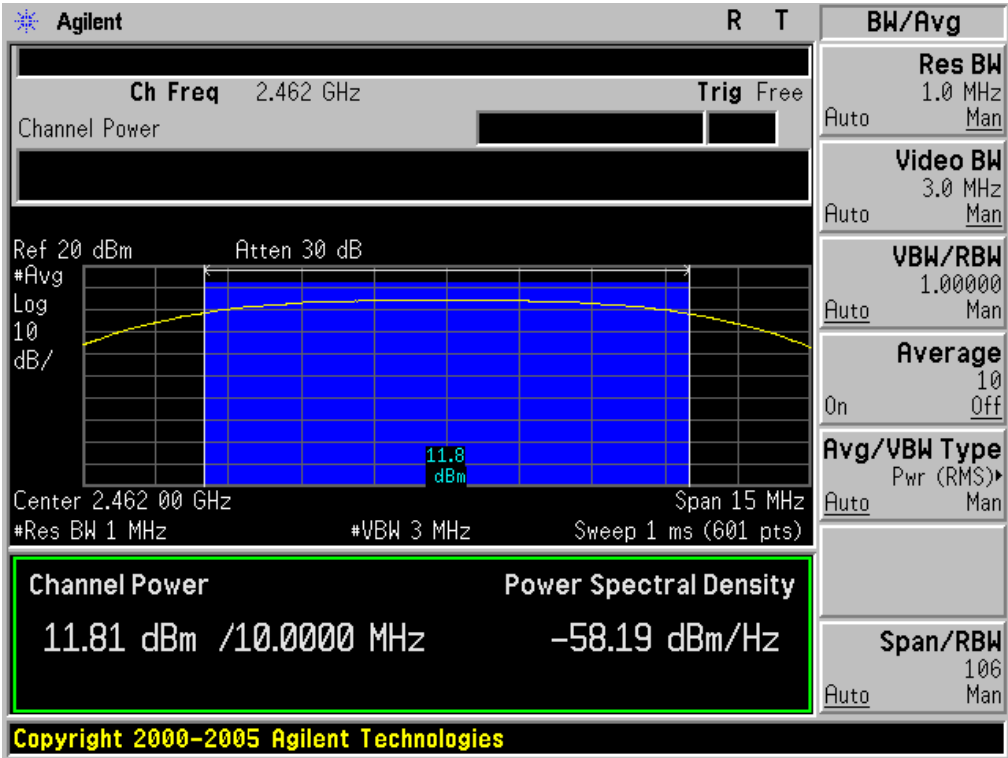 Agilent R T
Ch Freq 2.462 GHz Trig Free
Channel Power
Ref 20 dBm Atten 30 dB
#Avg
Log
10
dB/
11.8
dBm
Center 2.462 00 GHz Span 15 MHz
#Res BW 1 MHz #VBW 3 MHz Sweep 1 ms (601 pts)
Channel Power Power Spectral Density
11.81 dBm /10.0000 MHz -58.19 dBm/Hz
Copyright 2000-2005 Agilent Technologies
BW/Avg
Res BW
1.0 MHz
Auto Man
Video BW
3.0 MHz
Auto Man
VBW/RBW
1.00000
Auto Man
Average
10
On Off
Avg/VBW Type
Pwr (RMS)▸
Auto Man
Span/RBW
106
Auto Man